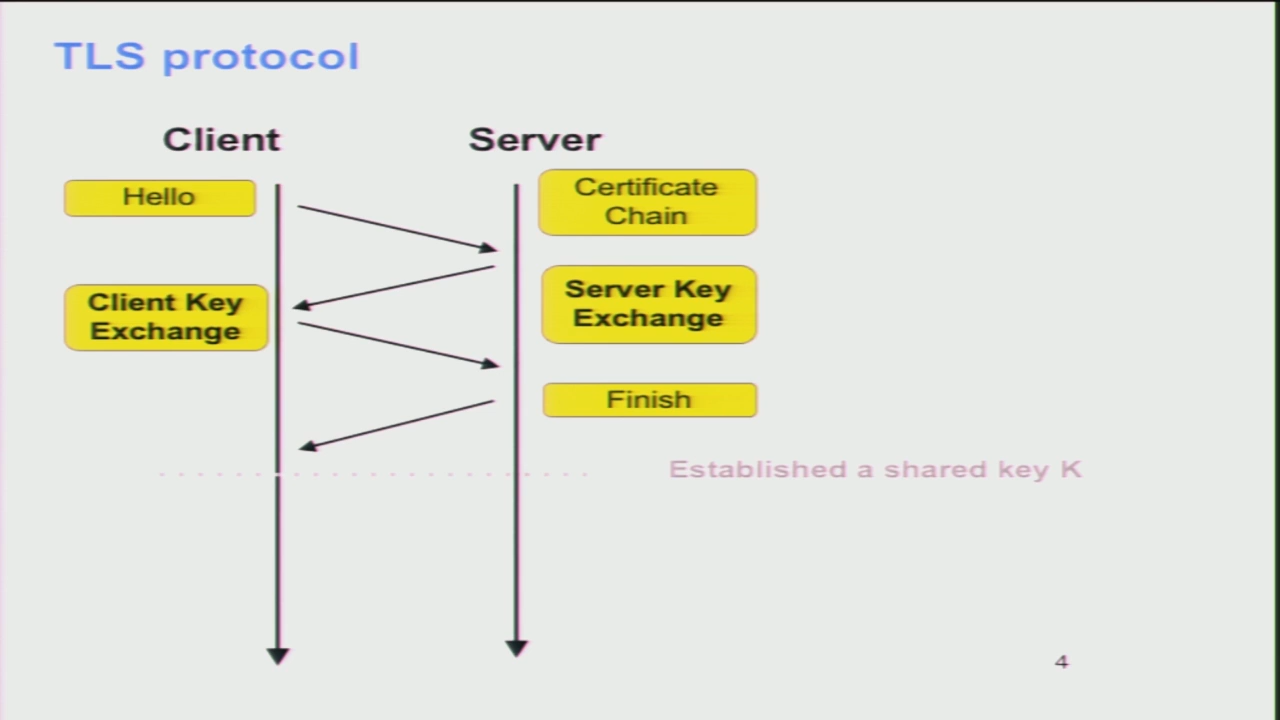 TLS protocol
Client
Server
Hello
Certificate
Chain
Client Key
Exchange
Server Key
Exchange
Finish
Established a shared key K
4